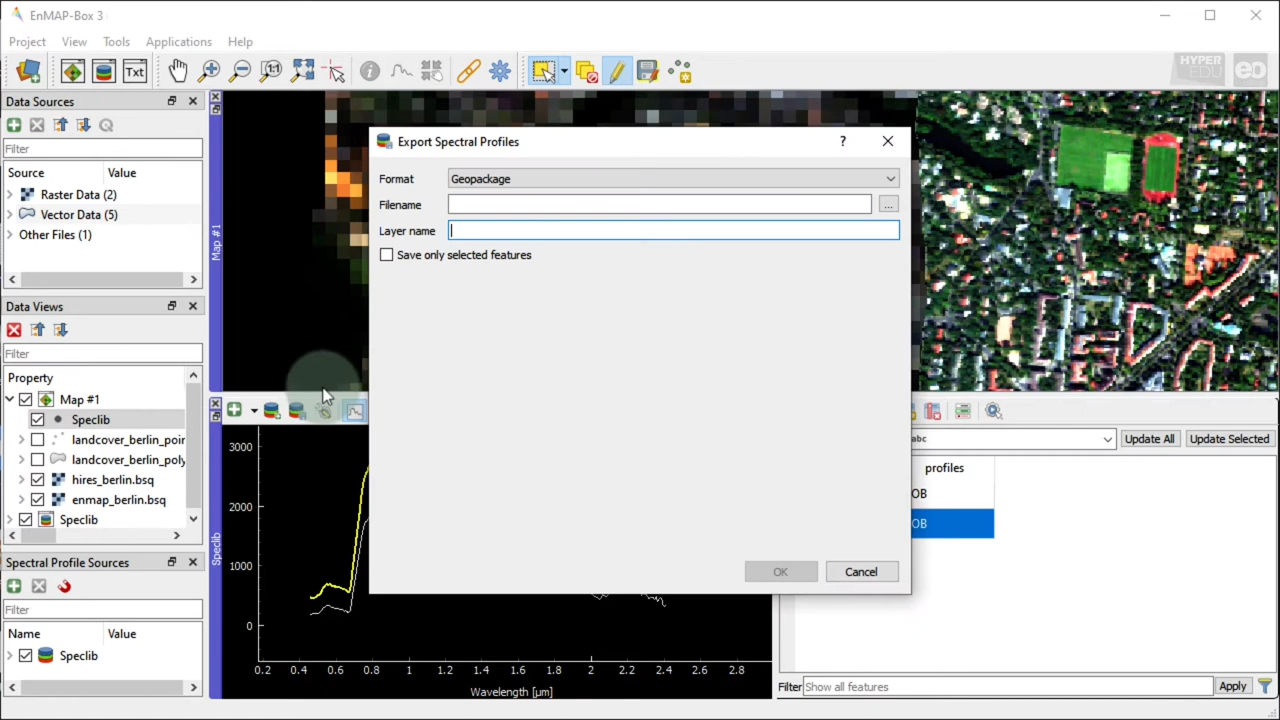 EnMAP-Box 3
Project View Tools Applications Help
Txt
HYPER
EDU
eo
Data Sources
Filter
Source Value
Raster Data (2)
Vector Data (5)
Other Files (1)
Data Views
Filter
Property
Map #1
Speclib
landcover_berlin_poir
landcover_berlin_poly
hires_berlin.bsq
enmap_berlin.bsq
Speclib
Spectral Profile Sources
Filter
Name Value
Speclib
Map #1
Export Spectral Profiles
?
Format Geopackage
Filename ...
Layer name
Save only selected features
OK Cancel
Speclib
3000
2000
1000
0
0.2 0.4 0.6 0.8 1 1.2 1.4 1.6 1.8 2 2.2 2.4 2.6 2.8
Wavelength [µm]
abc Update All Update Selected
profiles
OB
OB
Filter Show all features Apply